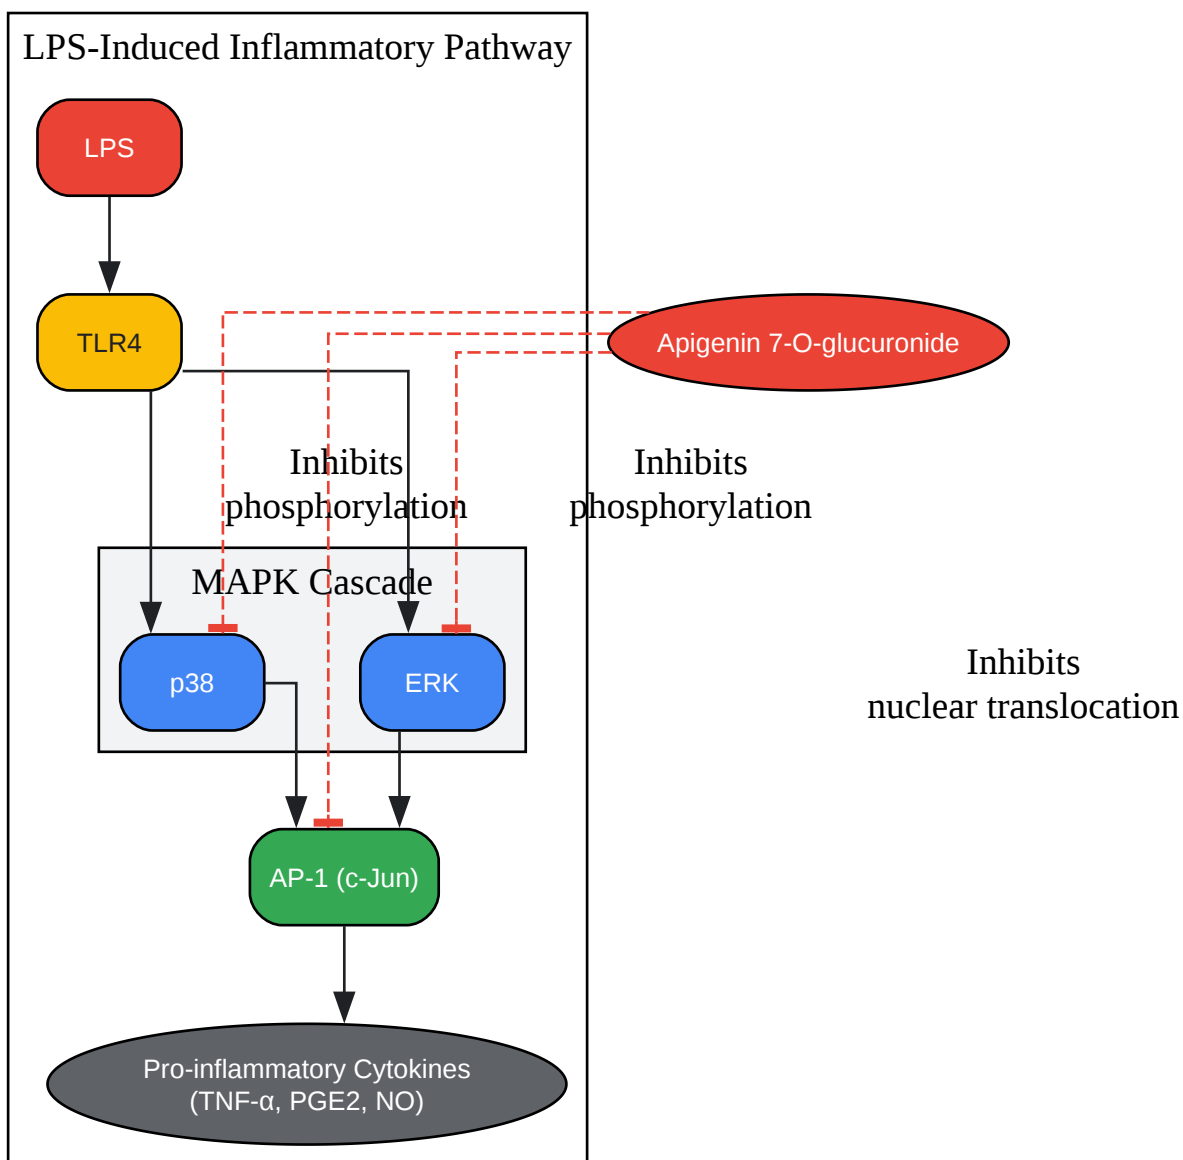 LPS-Induced Inflammatory Pathway
LPS
TLR4
Apigenin 7-O-glucuronide
Inhibits
phosphorylation
Inhibits
phosphorylation
MAPK Cascade
p38
ERK
Inhibits
nuclear translocation
AP-1 (c-Jun)
Pro-inflammatory Cytokines
(TNF-α, PGE2, NO)